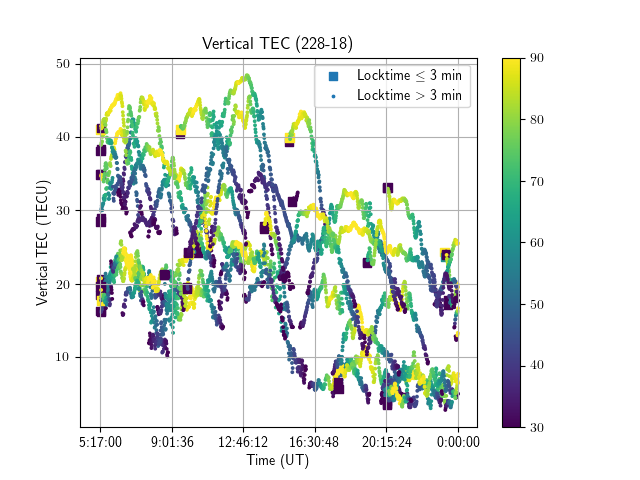 Vertical TEC (228-18)
Locktime ≤ 3 min
Locktime > 3 min
Vertical TEC (TECU)
50
40
30
20
10
5:17:00 9:01:36 12:46:12 16:30:48 20:15:24 0:00:00
Time (UT)
90
80
70
60
50
40
30